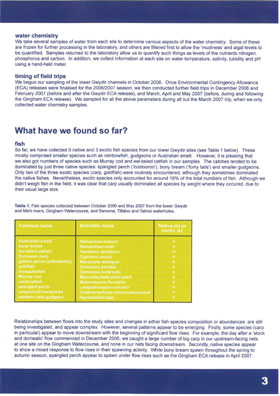 water chemistry
We take several samples of water from each site to determine various aspects of the water chemistry. Some of these
are frozen for further processing in the laboratory, and others are filtered first to allow the 'muckiness' and algal levels to
be quantified. Samples returned to the laboratory allow us to quantify such things as levels of the nutrients nitrogen,
phosphorus and carbon. In addition, we collect information at each site on water temperature, salinity, tubidity and pH
using a hand-held meter.
timing of field trips
We begun our sampling of the lower Gwydir channels in October 2006. Once Environmental Contingency Allowance
(ECA) releases were finalised for the 2006/2007 season, we then conducted further field trips in December 2006 and
February 2007 (before and after the Gwydir ECA release), and March, April and May 2007 (before, during and following
the Gingham ECA release). We sampled for all the above parameters during all but the March 2007 trip, when we only
collected water chemistry samples.
What have we found so far?
fish
So far, we have collected 9 native and 3 exotic fish species from our lower Gwydir sites (see Table 1 below). These
mostly comprised smaller species such as rainbowfish, gudgeons or Australian smelt. However, it is pleasing that
we also got numbers of species such as Murray cod and eel-tailed catfish in our samples. The catches tended to be
dominated by just three native species: spangled perch ('bobbies'), bony bream ('forky tails') and smaller gudgeons.
Only two of the three exotic species (carp, goldfish) were routinely encountered, although they sometimes dominated
the native fishes. Nevertheless, exotic species only accounted for around 16% of the total numbers of fish. Although we
didn't weigh fish in the field, it was clear that carp usually dominated all species by weight where they occured, due to
their usual large size.
Table 1: Fish species collected between October 2006 and May 2007 from the lower Gwydir
and Mehi rivers, Gingham Watercourse, and Baroona, Tillaloo and Talmoi waterholes.
Common name Scientific name Native (n) or
exotic (e)
Australian smelt Retropinna semoni n
bony bream Nematalosa erebi n
eel-tailed catfish Tandanus tandanus n
European carp Cyprinus carpio e
golden perch (yellowbelly) Macquaria ambigua n
goldfish Carassius auratus e
mosquitofish Gambusia holbrooki e
Murray cod Maccullochella peelii peelii n
rainbowfish Melanotaenia fluviatilis n
spangled perch Leiopotherapon unicolor n
unspecked hardyhead Craterocephalus stercusmuscarum n
western carp gudgeon Hypseleotris spp. n
Relationships between flows into the study sites and changes in either fish species composition or abundances are still
being investigated, and appear complex. However, several patterns appear to be emerging. Firstly, some species (carp
in particular) appear to move downstream with the beginning of significant flow rises. For example, the day after a 'stock
and domestic' flow commenced in December 2006, we caught a large number of big carp in our upstream-facing nets
at one site on the Gingham Watercourse, and none in our nets facing downstream. Secondly, native species appear
to show a mixed response to flow rises in their spawning activity. While bony bream spawn throughout the spring to
autumn season, spangled perch appear to spawn under flow rises such as the Gingham ECA release in April 2007.
3